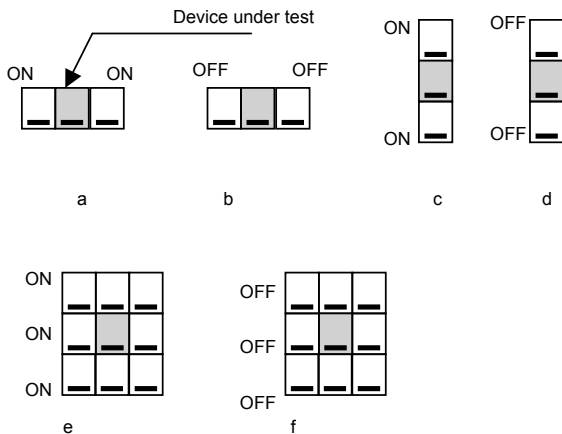 Device under test
ON ON
OFF OFF
ON
OFF
ON
OFF
a
b
c
d
ON
OFF
ON
OFF
ON
OFF
e
f